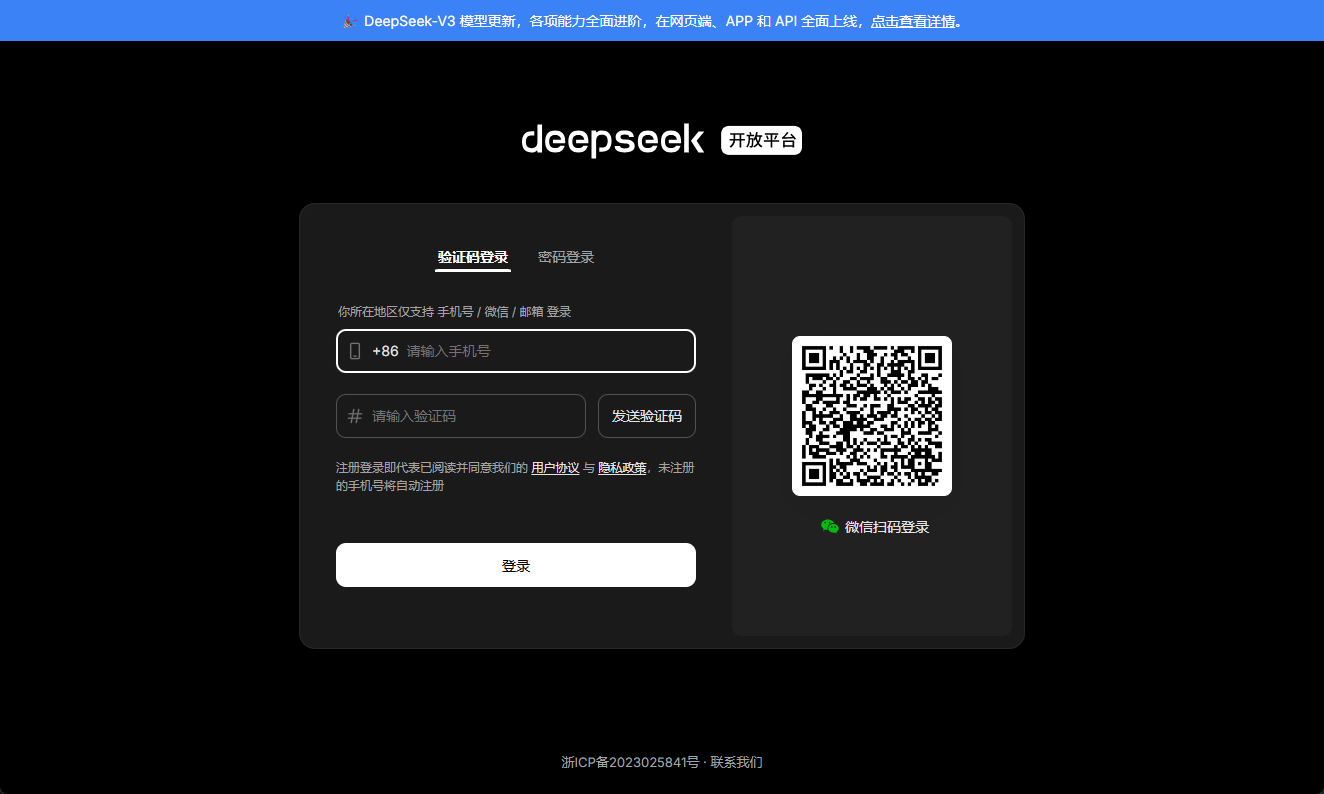 🎉 DeepSeek-V3 模型更新，各项能力全面进阶，在网页端、APP 和 API 全面上线，点击查看详情。
deepseek 开放平台
验证码登录 密码登录
你所在地区仅支持 手机号 / 微信 / 邮箱 登录
+86 请输入手机号
请输入验证码 发送验证码
注册登录即代表已阅读并同意我们的 用户协议 与 隐私政策，未注册
的手机号将自动注册
登录
微信扫码登录
浙ICP备2023025841号 · 联系我们